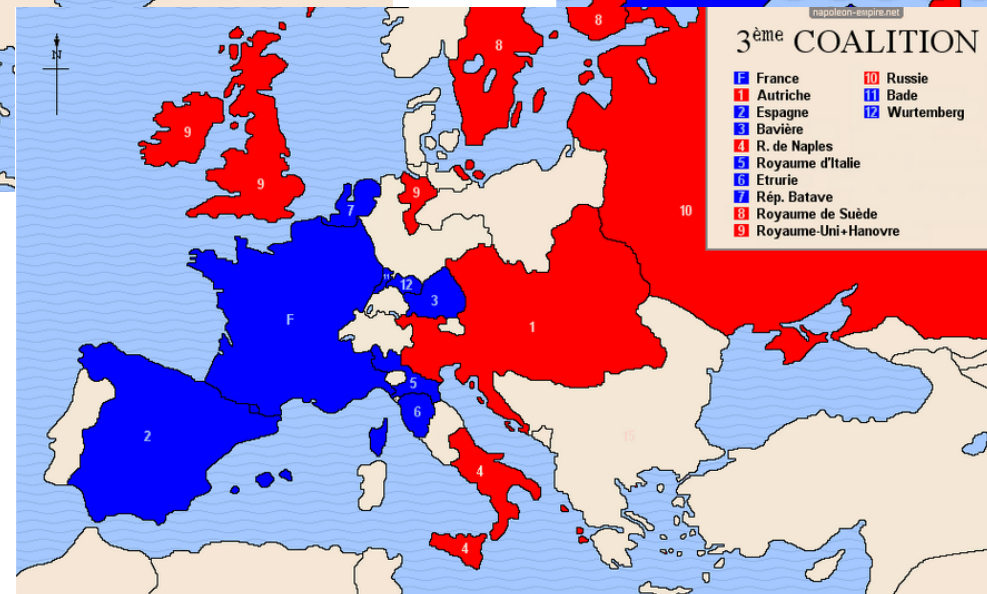 napoleon-empire.net
3ème COALITION
F France
1 Autriche
2 Espagne
3 Bavière
4 R. de Naples
5 Royaume d'Italie
6 Etrurie
7 Rép. Batave
8 Royaume de Suède
9 Royaume-Uni+Hanovre
10 Russie
11 Bade
12 Wurtemberg
N
8
8
9
9
9
10
7
11
12
3
F
1
5
6
2
15
4
4